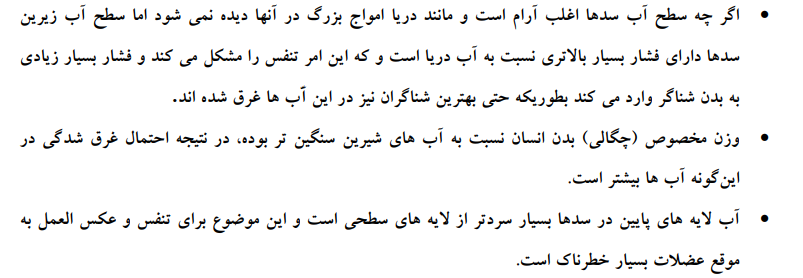 • اگر چه سطح آب سدها اغلب آرام است و مانند دریا امواج بزرگ در آنها دیده نمی شود اما سطح آب زیرین
سدها دارای فشار بسیار بالاتری نسبت به آب دریا است و که این امر تنفس را مشکل می کند و فشار بسیار زیادی
به بدن شناگر وارد می کند بطوریکه حتی بهترین شناگران نیز در این آب ها غرق شده اند.
• وزن مخصوص (چگالی) بدن انسان نسبت به آب های شیرین سنگین تر بوده، در نتیجه احتمال غرق شدگی در
این‌گونه آب ها بیشتر است.
• آب لایه های پایین در سدها بسیار سردتر از لایه های سطحی است و این موضوع برای تنفس و عکس العمل به
موقع عضلات بسیار خطرناک است.